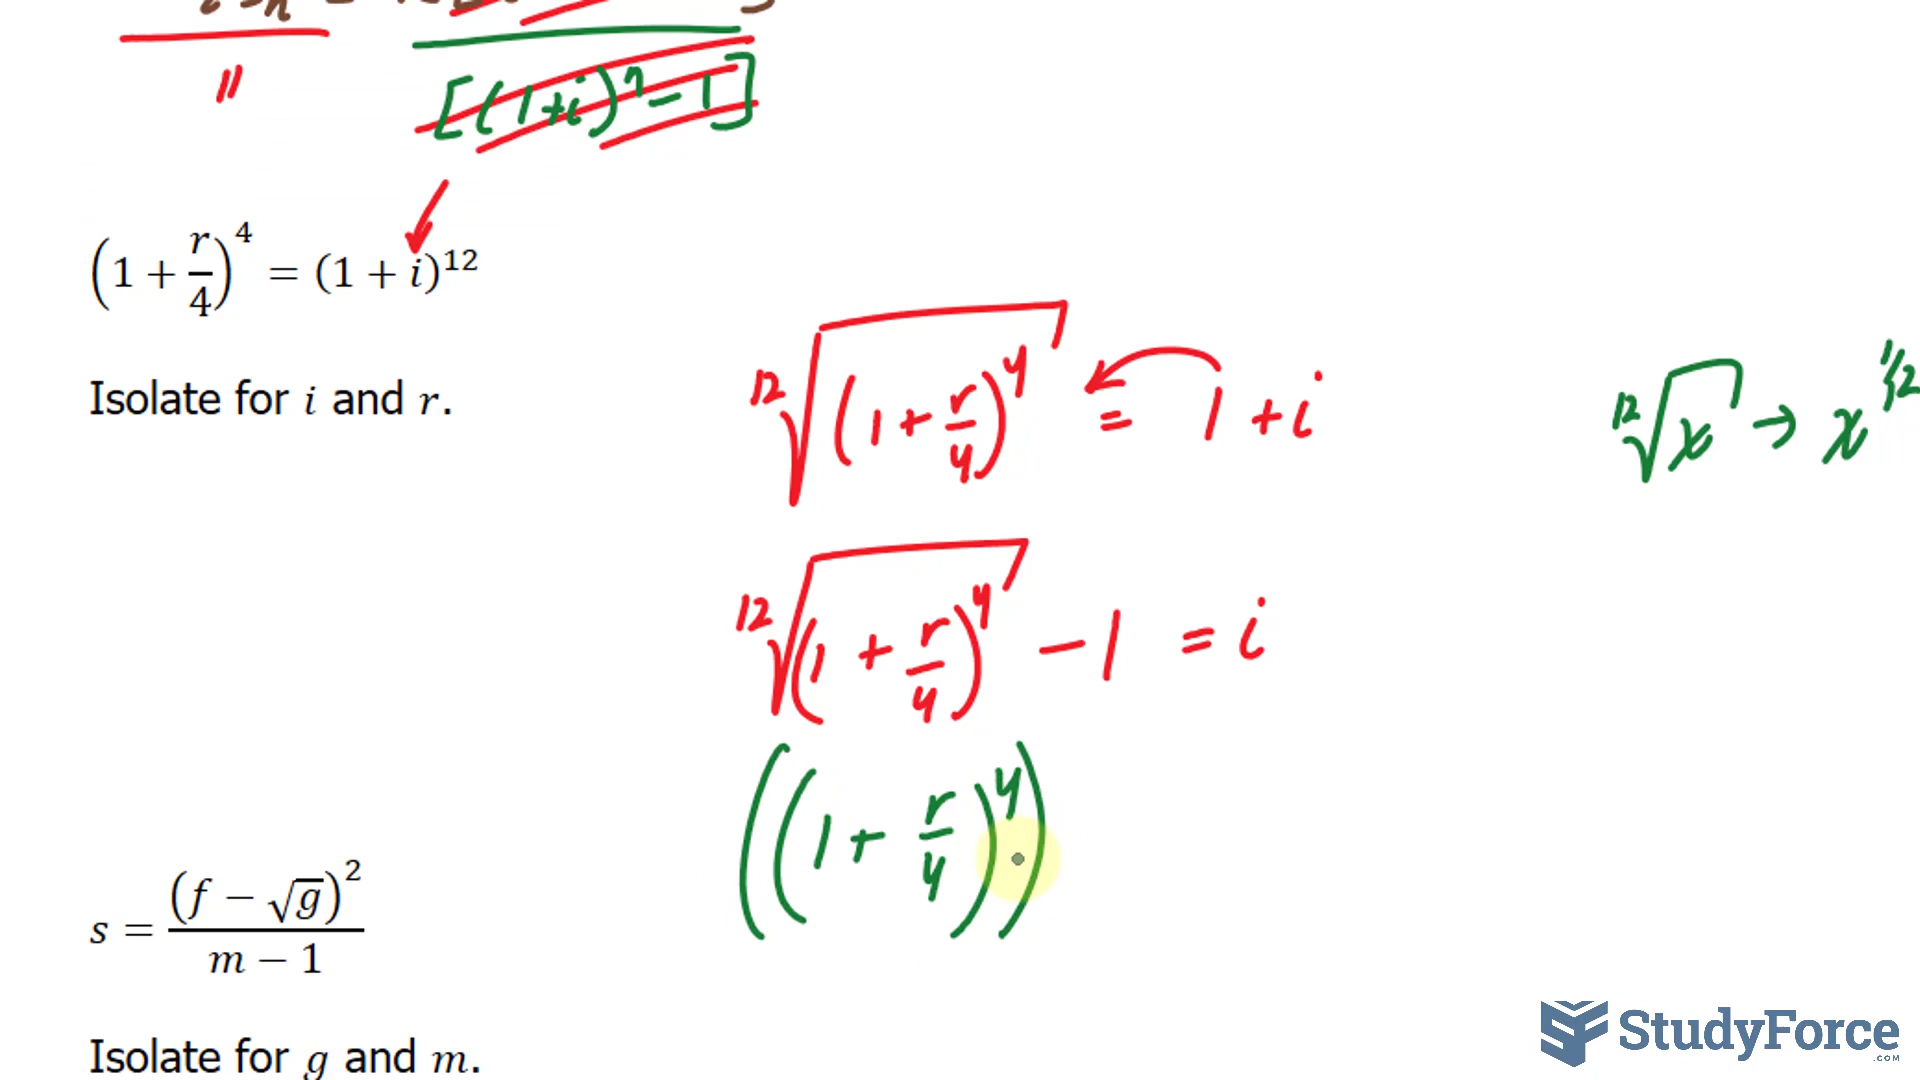 [(1+i)ⁿ-1]
(1 + r/4)⁴ = (1 + i)¹²
Isolate for i and r.
¹²√((1+r/4)⁴) = 1 + i
¹²√x → x^(1/12)
¹²√((1 + r/4)⁴) - 1 = i
((1 + r/4)⁴)
s = (f − √g)² / (m − 1)
Isolate for g and m.
StudyForce
.COM